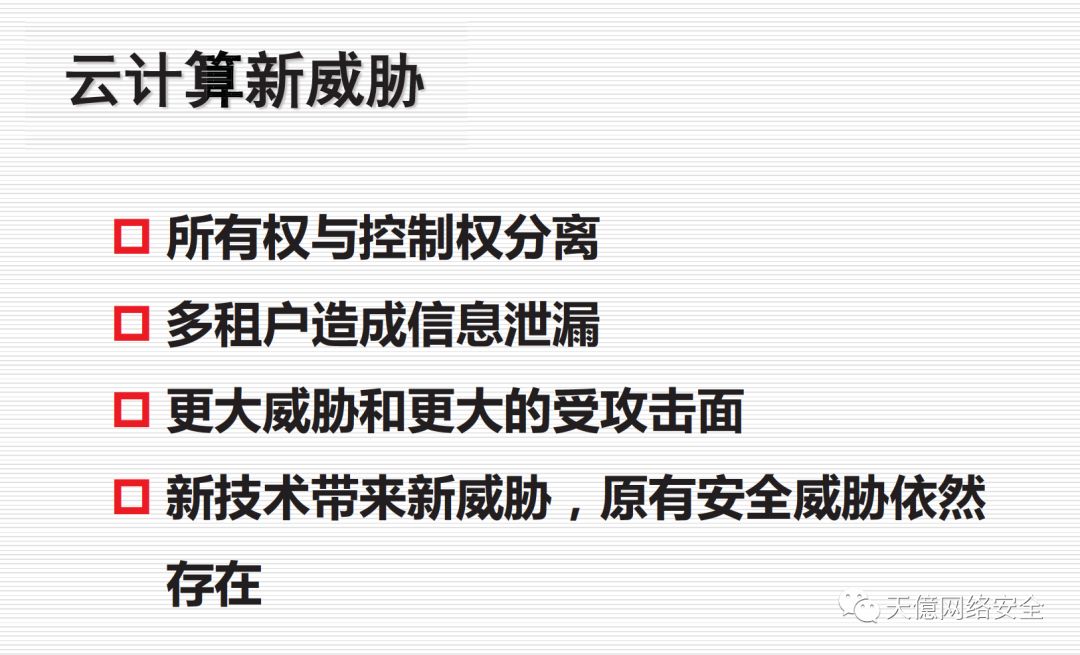 云计算新威胁
所有权与控制权分离
多租户造成信息泄漏
更大威胁和更大的受攻击面
新技术带来新威胁，原有安全威胁依然
存在
天億网络安全